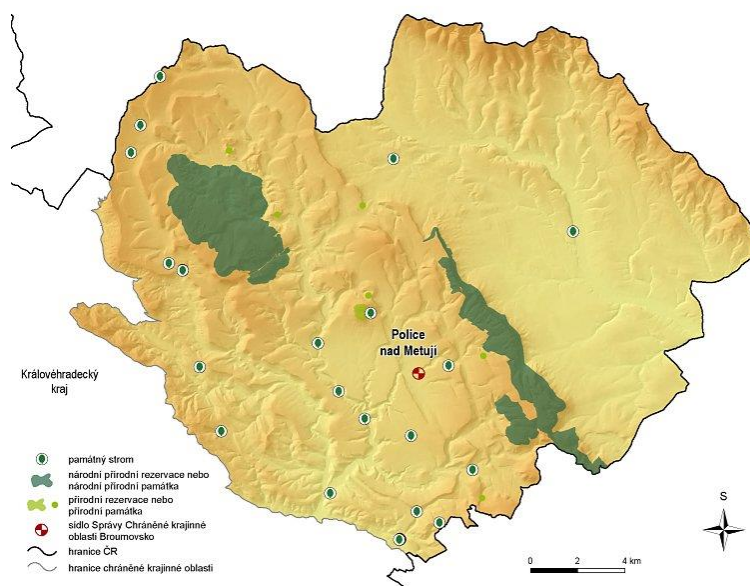 Police
nad Metují
Královéhradecký
kraj
památný strom
národní přírodní rezervace nebo
národní přírodní památka
přírodní rezervace nebo
přírodní památka
sídlo Správy Chráněné krajinné
oblasti Broumovsko
hranice ČR
hranice chráněné krajinné oblasti
S
0 2 4 km